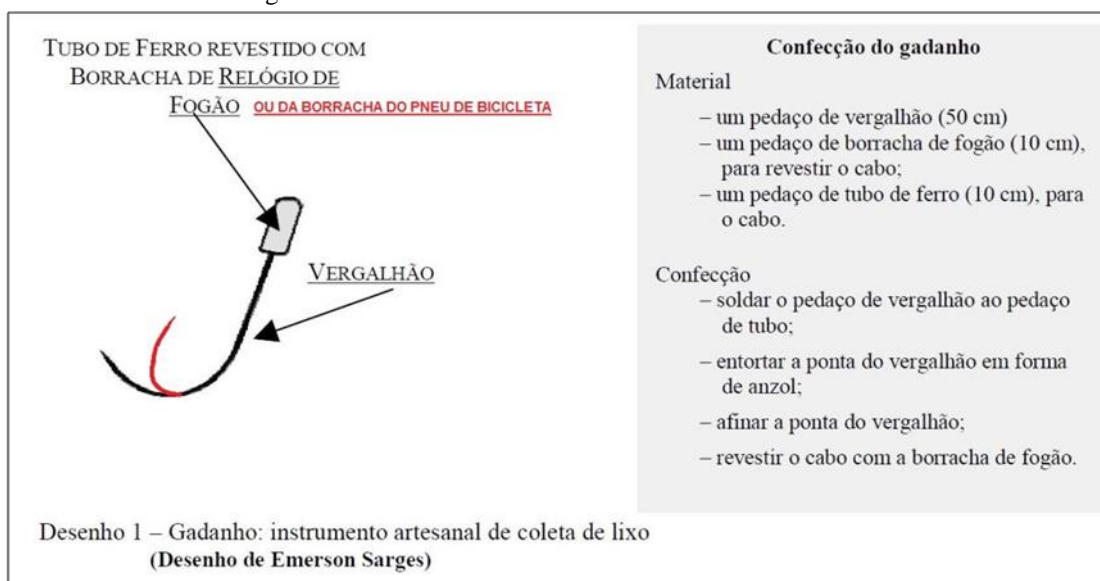 TUBO DE FERRO REVESTIDO COM
BORRACHA DE RELÓGIO DE
FOGÃO OU DA BORRACHA DO PNEU DE BICICLETA
VERGALHÃO
Desenho 1 – Gadanho: instrumento artesanal de coleta de lixo
(Desenho de Emerson Sarges)
Confecção do gadanho
Material
– um pedaço de vergalhão (50 cm)
– um pedaço de borracha de fogão (10 cm),
para revestir o cabo;
– um pedaço de tubo de ferro (10 cm), para
o cabo.
Confecção
– soldar o pedaço de vergalhão ao pedaço
de tubo;
– entortar a ponta do vergalhão em forma
de anzol;
– afinar a ponta do vergalhão;
– revestir o cabo com a borracha de fogão.